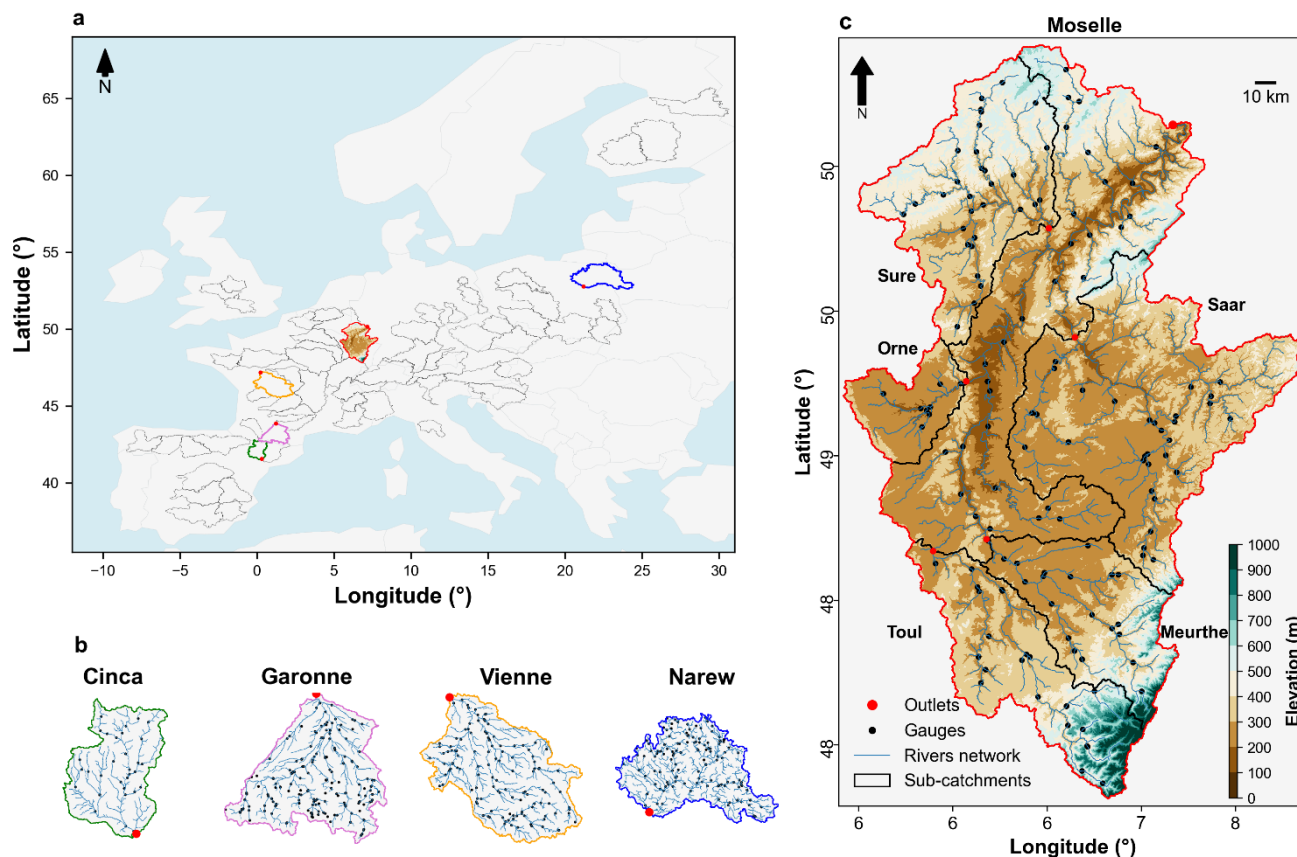 a
N
Latitude (°)
65
60
55
50
45
40
−10
−5
0
5
10
15
20
25
30
Longitude (°)
b
Cinca
Garonne
Vienne
Narew
c
Moselle
N
10 km
Latitude (°)
50
50
49
48
48
Sure
Saar
Orne
Toul
Meurthe
Outlets
Gauges
Rivers network
Sub-catchments
1000
900
800
700
600
500
400
300
200
100
0
Elevation (m)
6
6
6
7
8
Longitude (°)